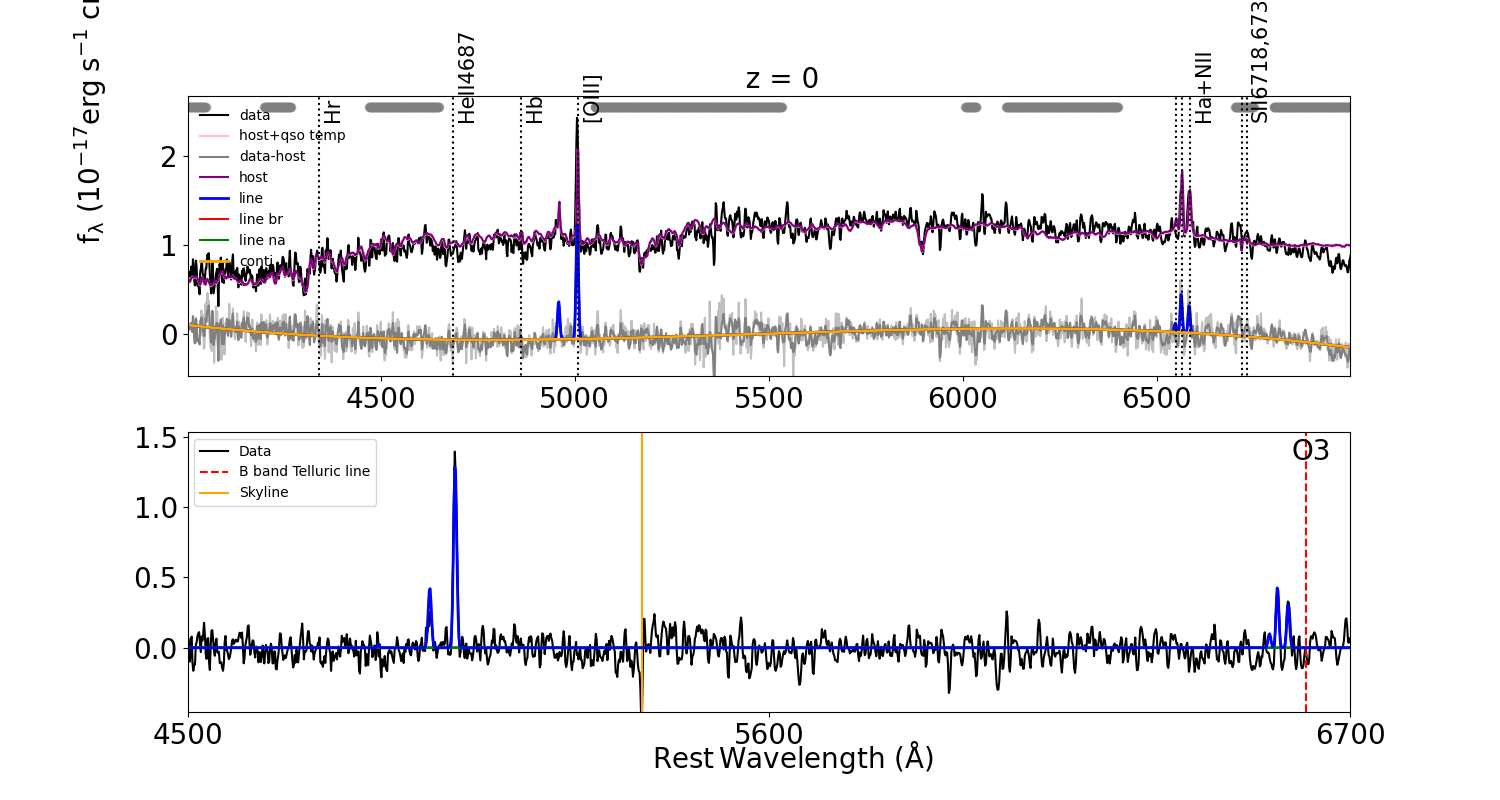 z = 0
Hr
HeII4687
Hb
[OIII]
Ha+NII
SII6718,673
f_λ (10⁻¹⁷erg s⁻¹ c
data
host+qso temp
data-host
host
line
line br
line na
conti
2
1
0
4500
5000
5500
6000
6500
Data
B band Telluric line
Skyline
O3
1.5
1.0
0.5
0.0
4500
5600
6700
Rest Wavelength (Å)